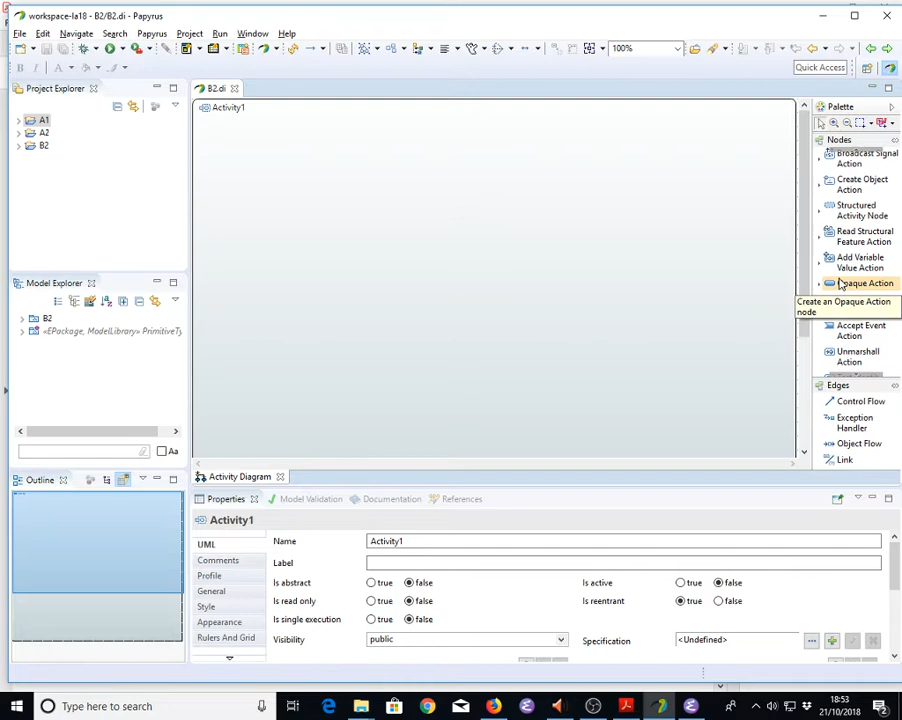 workspace-la18 - B2/B2.di - Papyrus
File Edit Navigate Search Papyrus Project Run Window Help
100%
B I A
Quick Access
Project Explorer
B2.di
Activity1
Palette
A1
A2
B2
Nodes
Broadcast Signal
Action
Create Object
Action
Structured
Activity Node
Read Structural
Feature Action
Add Variable
Value Action
Opaque Action
Create an Opaque Action
node
Accept Event
Action
Unmarshall
Action
Model Explorer
B2
«EPackage, ModelLibrary» PrimitiveTy
Aa
Edges
Control Flow
Exception
Handler
Object Flow
Link
Outline
Activity Diagram
Properties Model Validation Documentation References
Activity1
UML
Comments
Profile
General
Style
Appearance
Rulers And Grid
Name Activity1
Label
Is abstract true false Is active true false
Is read only true false Is reentrant true false
Is single execution true false
Visibility public Specification <Undefined>
Type here to search
18:53
21/10/2018
2